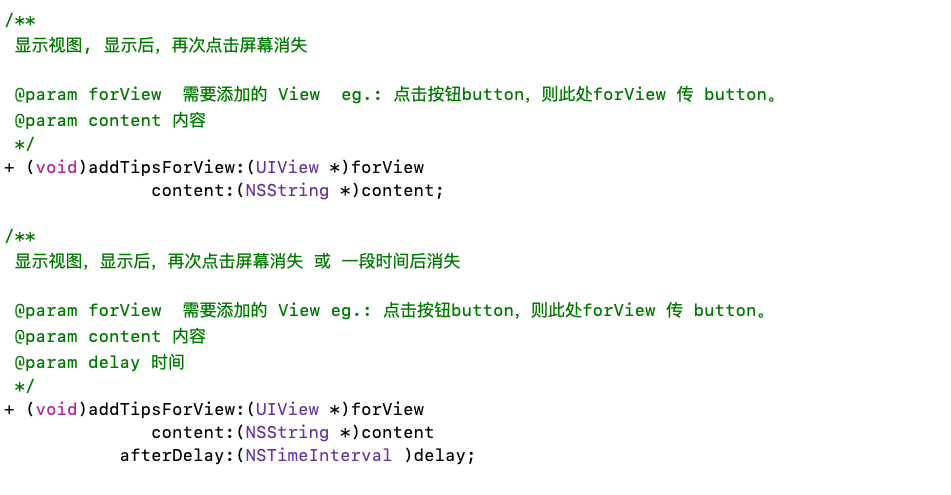 /**
 显示视图, 显示后，再次点击屏幕消失

 @param forView  需要添加的 View  eg.: 点击按钮button，则此处forView 传 button。
 @param content 内容
 */
+ (void)addTipsForView:(UIView *)forView
              content:(NSString *)content;

/**
 显示视图，显示后，再次点击屏幕消失 或 一段时间后消失

 @param forView  需要添加的 View eg.: 点击按钮button，则此处forView 传 button。
 @param content 内容
 @param delay 时间
 */
+ (void)addTipsForView:(UIView *)forView
              content:(NSString *)content
           afterDelay:(NSTimeInterval )delay;